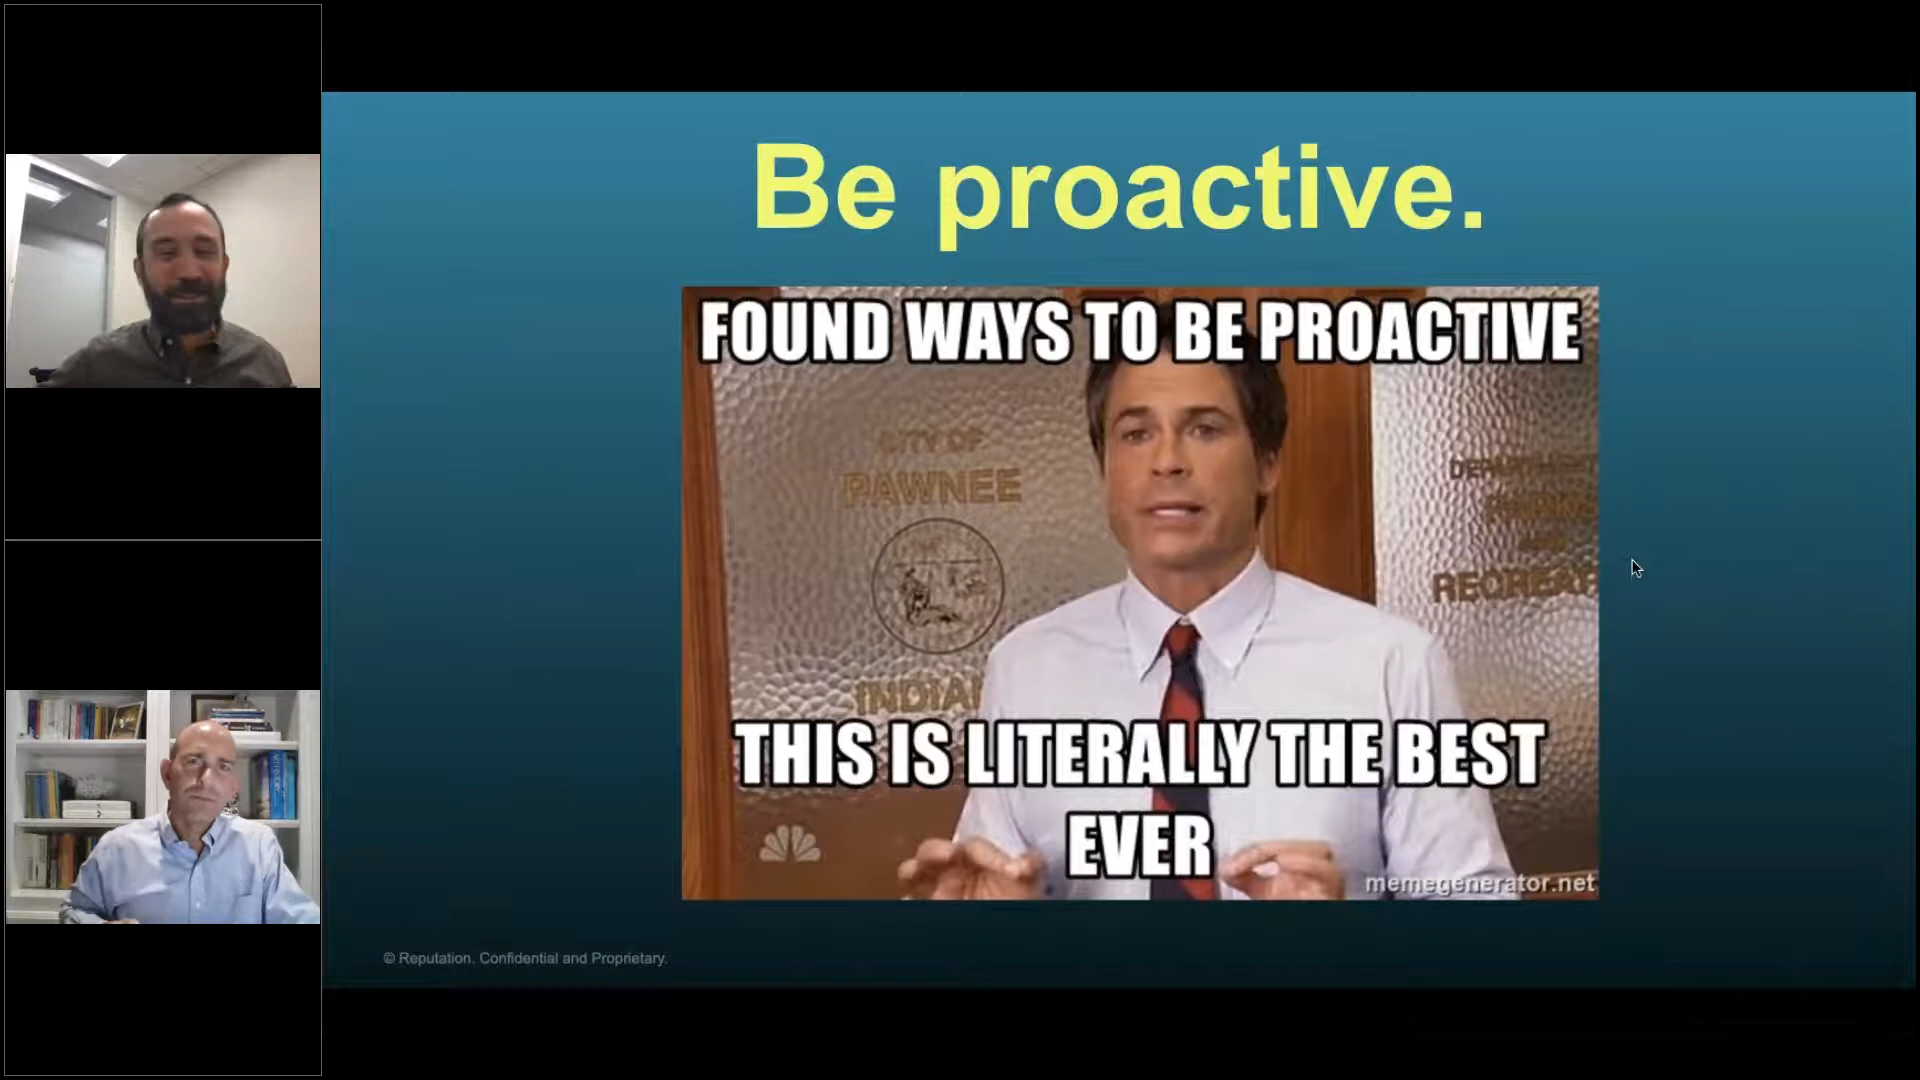 Be proactive.
FOUND WAYS TO BE PROACTIVE
CITY OF
PAWNEE
INDIAN
RECREAT
THIS IS LITERALLY THE BEST
EVER
memegenerator.net
© Reputation. Confidential and Proprietary.